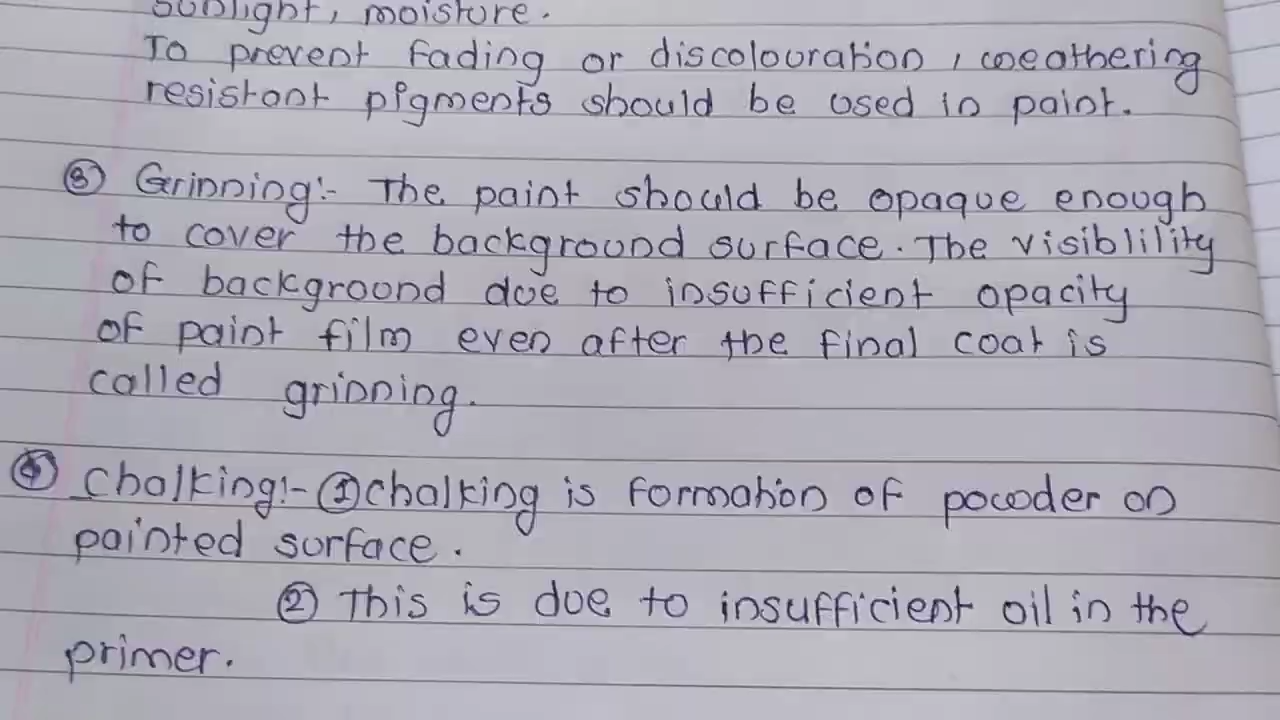 sunlight, moisture.
To prevent fading or discolouration, weathering
resistant pigments should be used in paint.
③ Grinning:- The paint should be opaque enough
to cover the background surface. The visiblility
of background due to insufficient opacity
of paint film even after the final coat is
called grinning.
④ Chalking:- ① chalking is formation of powder on
painted surface.
② This is due to insufficient oil in the
primer.